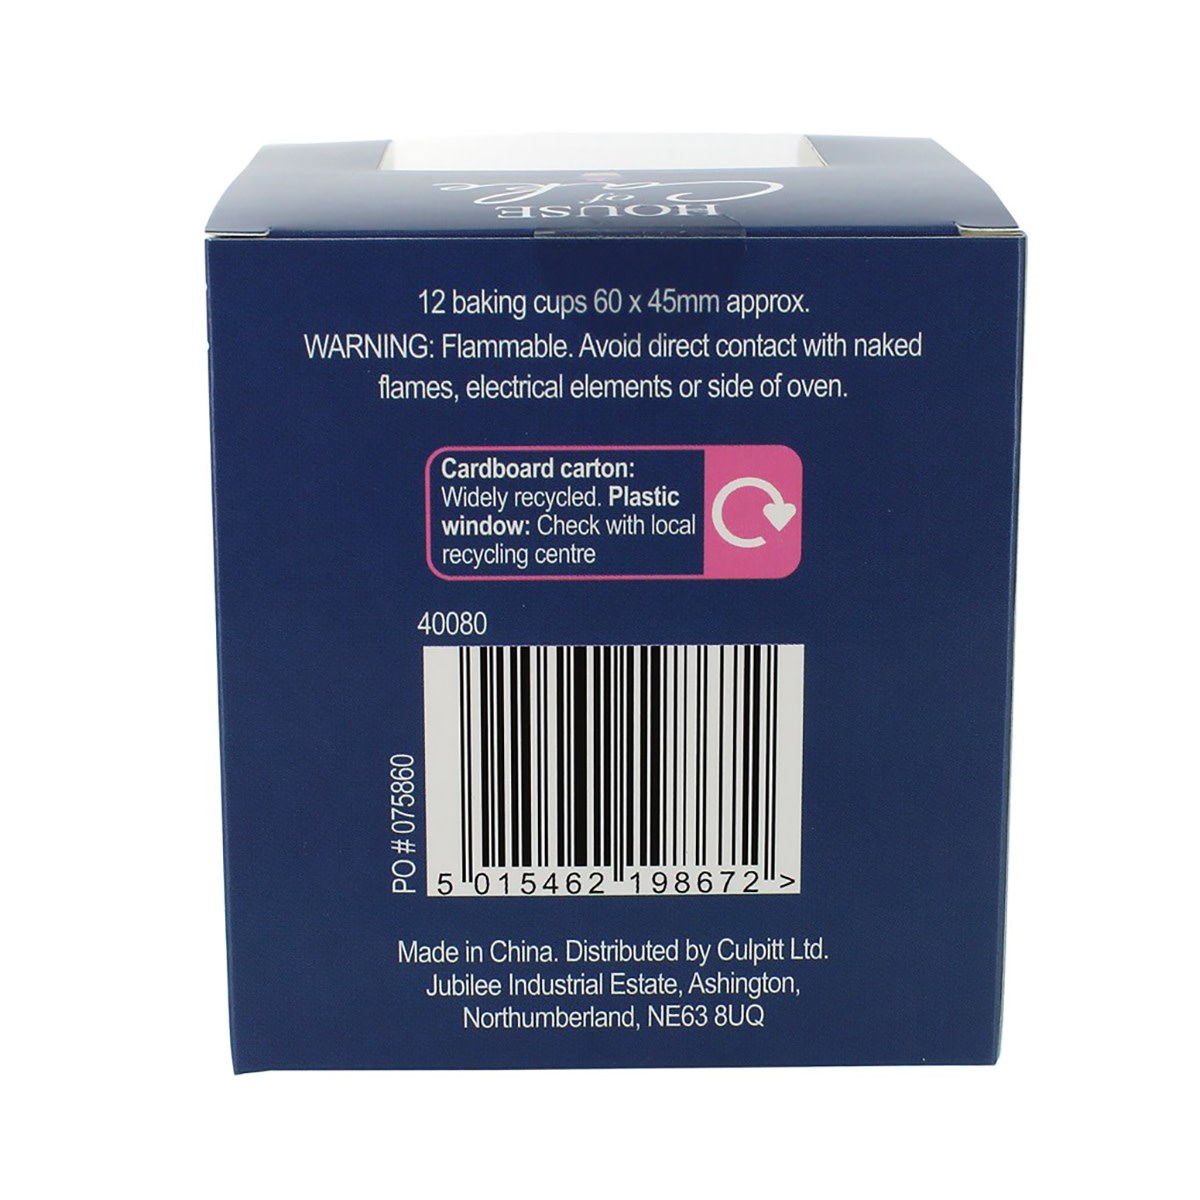 HOUSE
of
Cake
12 baking cups 60 x 45mm approx.
WARNING: Flammable. Avoid direct contact with naked
flames, electrical elements or side of oven.
Cardboard carton:
Widely recycled. Plastic
window: Check with local
recycling centre
40080
PO # 075860
5 015462 198672 >
Made in China. Distributed by Culpitt Ltd.
Jubilee Industrial Estate, Ashington,
Northumberland, NE63 8UQ